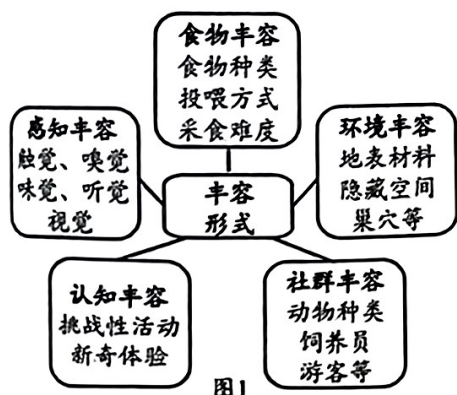 食物丰容
食物种类
投喂方式
采食难度
感知丰容
触觉、嗅觉
味觉、听觉
视觉
环境丰容
地表材料
隐藏空间
巢穴等
丰容
形式
认知丰容
挑战性活动
新奇体验
社群丰容
动物种类
饲养员
游客等
图1